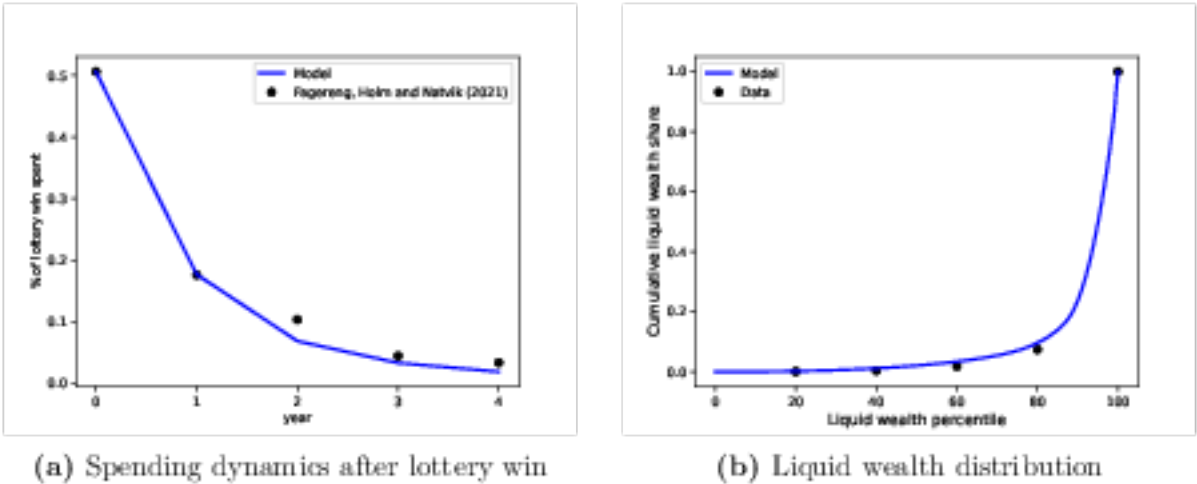 0.5
0.4
0.3
0.2
0.1
0.0
% of lottery win spent
Model
Fagereng, Holm and Natvik (2021)
0 1 2 3 4
year
(a) Spending dynamics after lottery win
1.0
0.8
0.6
0.4
0.2
0.0
Cumulative liquid wealth share
Model
Data
0 20 40 60 80 100
Liquid wealth percentile
(b) Liquid wealth distribution